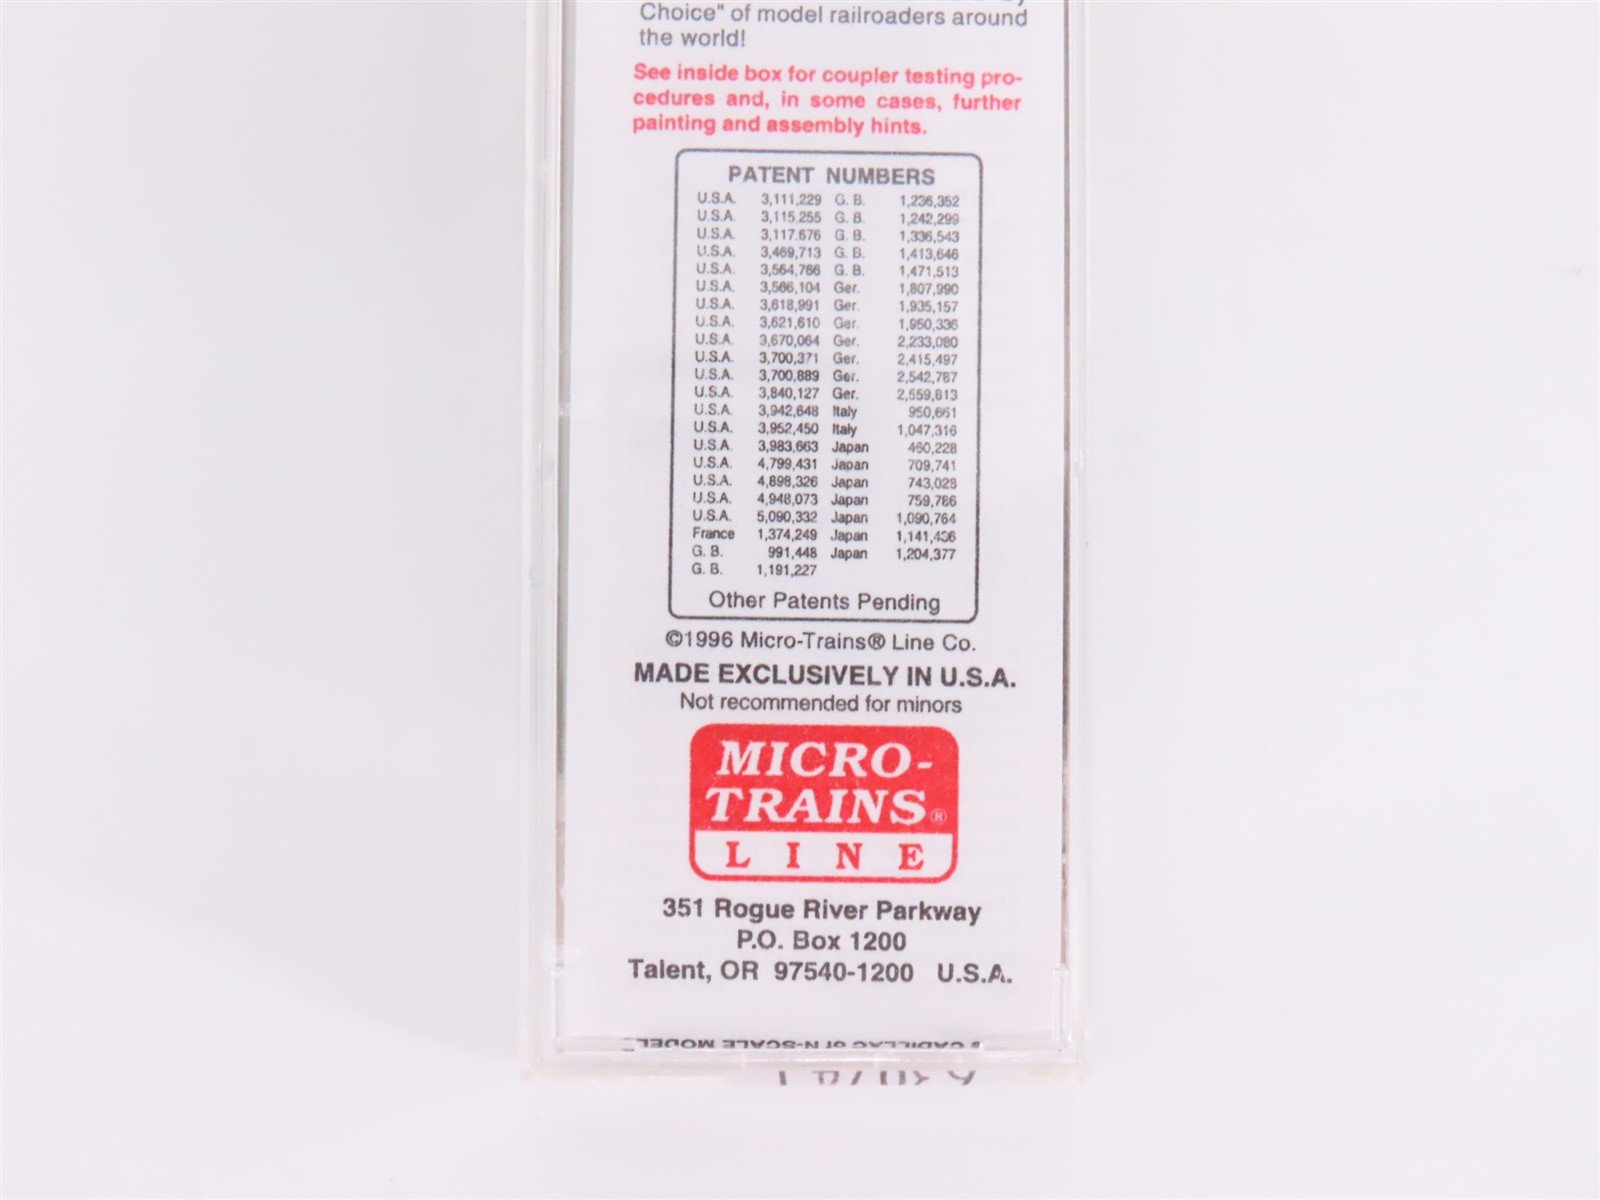 Choice" of model railroaders around
the world!
See inside box for coupler testing pro-
cedures and, in some cases, further
painting and assembly hints.
PATENT NUMBERS
U.S.A. 3,111,229 G. B. 1,236,352
U.S.A. 3,115,255 G. B. 1,242,299
U.S.A. 3,117,676 G. B. 1,336,543
U.S.A. 3,469,713 G. B. 1,413,646
U.S.A. 3,564,766 G. B. 1,471,513
U.S.A. 3,566,104 Ger. 1,807,990
U.S.A. 3,618,991 Ger. 1,935,157
U.S.A. 3,621,610 Ger. 1,950,336
U.S.A. 3,670,064 Ger. 2,233,080
U.S.A. 3,700,371 Ger. 2,415,497
U.S.A. 3,700,889 Ger. 2,542,787
U.S.A. 3,840,127 Ger. 2,559,813
U.S.A. 3,942,648 Italy 950,661
U.S.A. 3,952,450 Italy 1,047,316
U.S.A. 3,983,663 Japan 460,228
U.S.A. 4,799,431 Japan 709,741
U.S.A. 4,898,326 Japan 743,029
U.S.A. 4,948,073 Japan 759,786
U.S.A. 5,090,332 Japan 1,090,764
France 1,374,249 Japan 1,141,436
G. B. 991,448 Japan 1,204,377
G. B. 1,191,227
Other Patents Pending
©1996 Micro-Trains® Line Co.
MADE EXCLUSIVELY IN U.S.A.
Not recommended for minors
MICRO-
TRAINS®
LINE
351 Rogue River Parkway
P.O. Box 1200
Talent, OR 97540-1200 U.S.A.
CADILLAC of N-SCALE MODEL